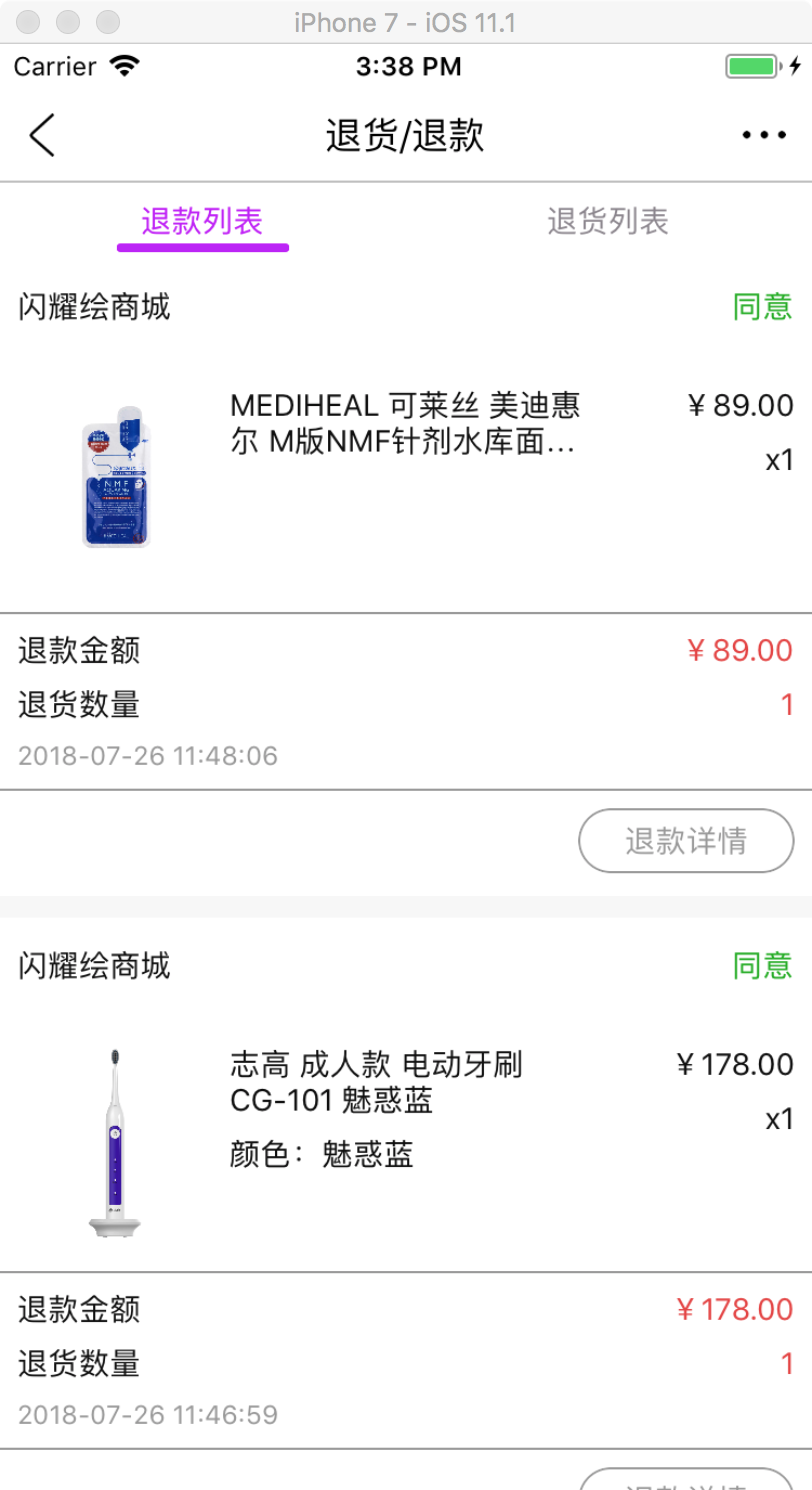 iPhone 7 - iOS 11.1
Carrier 3:38 PM
退货/退款
退款列表 退货列表
闪耀绘商城 同意
MEDIHEAL 可莱丝 美迪惠 ¥ 89.00
尔 M版NMF针剂水库面...
x1
NMF
退款金额 ¥ 89.00
退货数量 1
2018-07-26 11:48:06
退款详情
闪耀绘商城 同意
志高 成人款 电动牙刷 ¥ 178.00
CG-101 魅惑蓝
x1
颜色：魅惑蓝
退款金额 ¥ 178.00
退货数量 1
2018-07-26 11:46:59
退款详情